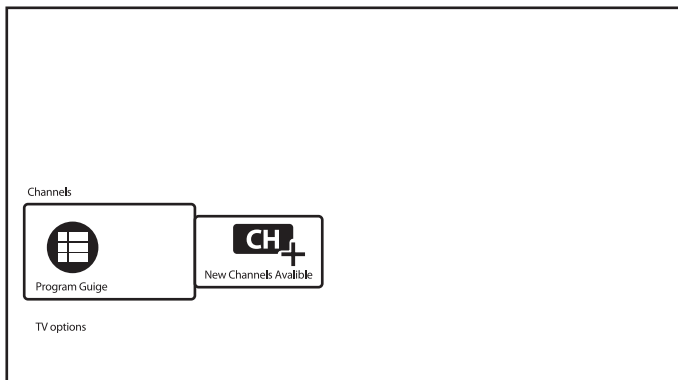 Channels
CH
Program Guige
New Channels Avalible
TV options